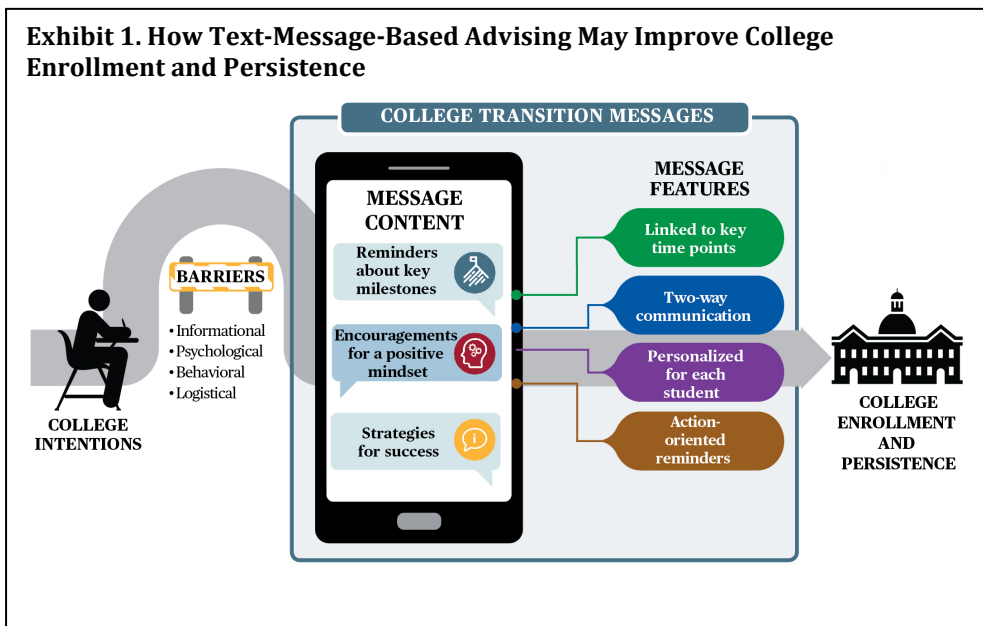 Exhibit 1. How Text-Message-Based Advising May Improve College
Enrollment and Persistence
COLLEGE TRANSITION MESSAGES
COLLEGE
INTENTIONS
BARRIERS
• Informational
• Psychological
• Behavioral
• Logistical
MESSAGE
CONTENT
Reminders
about key
milestones
Encouragements
for a positive
mindset
Strategies
for success
i
MESSAGE
FEATURES
Linked to key
time points
Two-way
communication
Personalized
for each
student
Action-
oriented
reminders
COLLEGE
ENROLLMENT
AND
PERSISTENCE